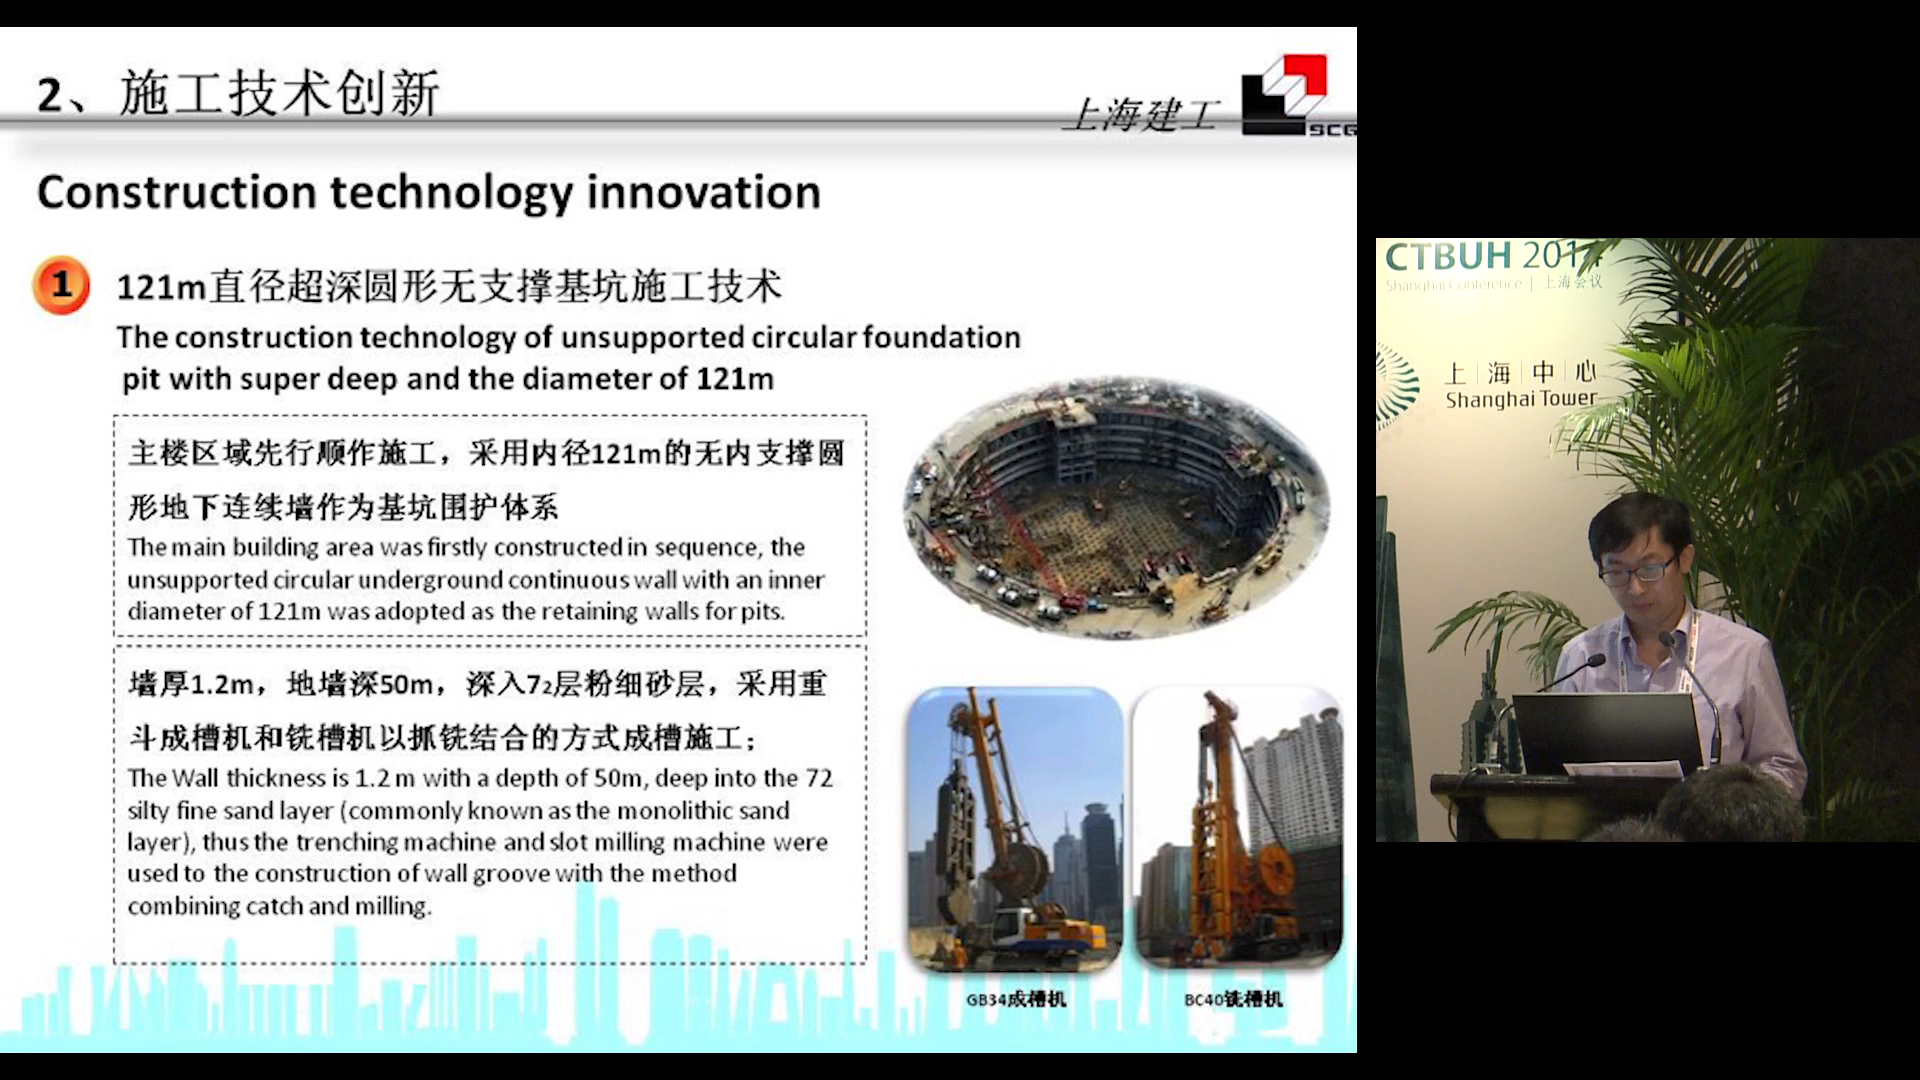 2、施工技术创新
上海建工
SCG
Construction technology innovation
1
121m直径超深圆形无支撑基坑施工技术
The construction technology of unsupported circular foundation
pit with super deep and the diameter of 121m
主楼区域先行顺作施工，采用内径121m的无内支撑圆
形地下连续墙作为基坑围护体系
The main building area was firstly constructed in sequence, the
unsupported circular underground continuous wall with an inner
diameter of 121m was adopted as the retaining walls for pits.
墙厚1.2m，地墙深50m，深入7₂层粉细砂层，采用重
斗成槽机和铣槽机以抓铣结合的方式成槽施工；
The Wall thickness is 1.2 m with a depth of 50m, deep into the 72
silty fine sand layer (commonly known as the monolithic sand
layer), thus the trenching machine and slot milling machine were
used to the construction of wall groove with the method
combining catch and milling.
GB34成槽机
BC40铣槽机
CTBUH 2014
Shanghai Conference | 上海会议
上海中心
Shanghai Tower